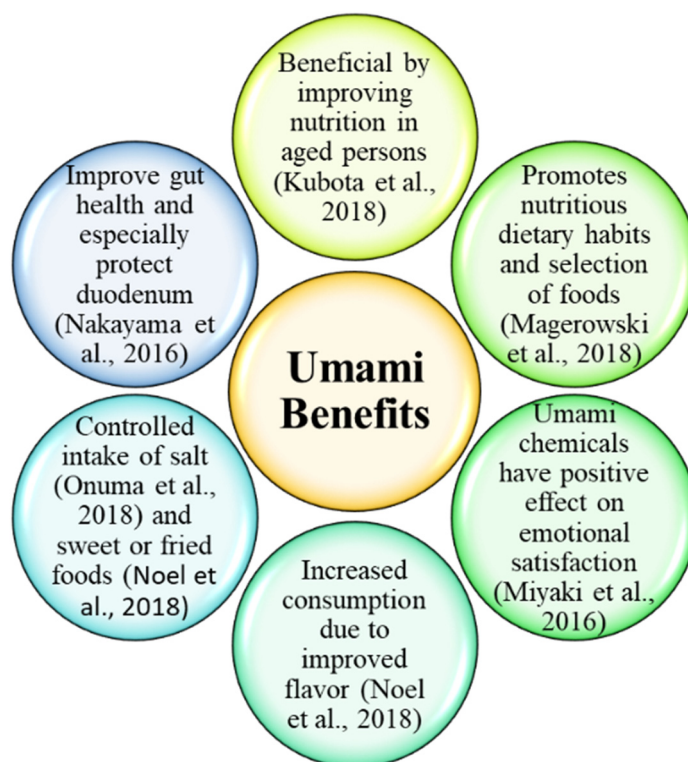 Beneficial by
improving
nutrition in
aged persons
(Kubota et al.,
2018)
Promotes
nutritious
dietary habits
and selection
of foods
(Magerowski
et al., 2018)
Umami
chemicals
have positive
effect on
emotional
satisfaction
(Miyaki et al.,
2016)
Increased
consumption
due to
improved
flavor (Noel
et al., 2018)
Controlled
intake of salt
(Onuma et al.,
2018) and
sweet or fried
foods (Noel et
al., 2018)
Improve gut
health and
especially
protect
duodenum
(Nakayama et
al., 2016)
Umami
Benefits